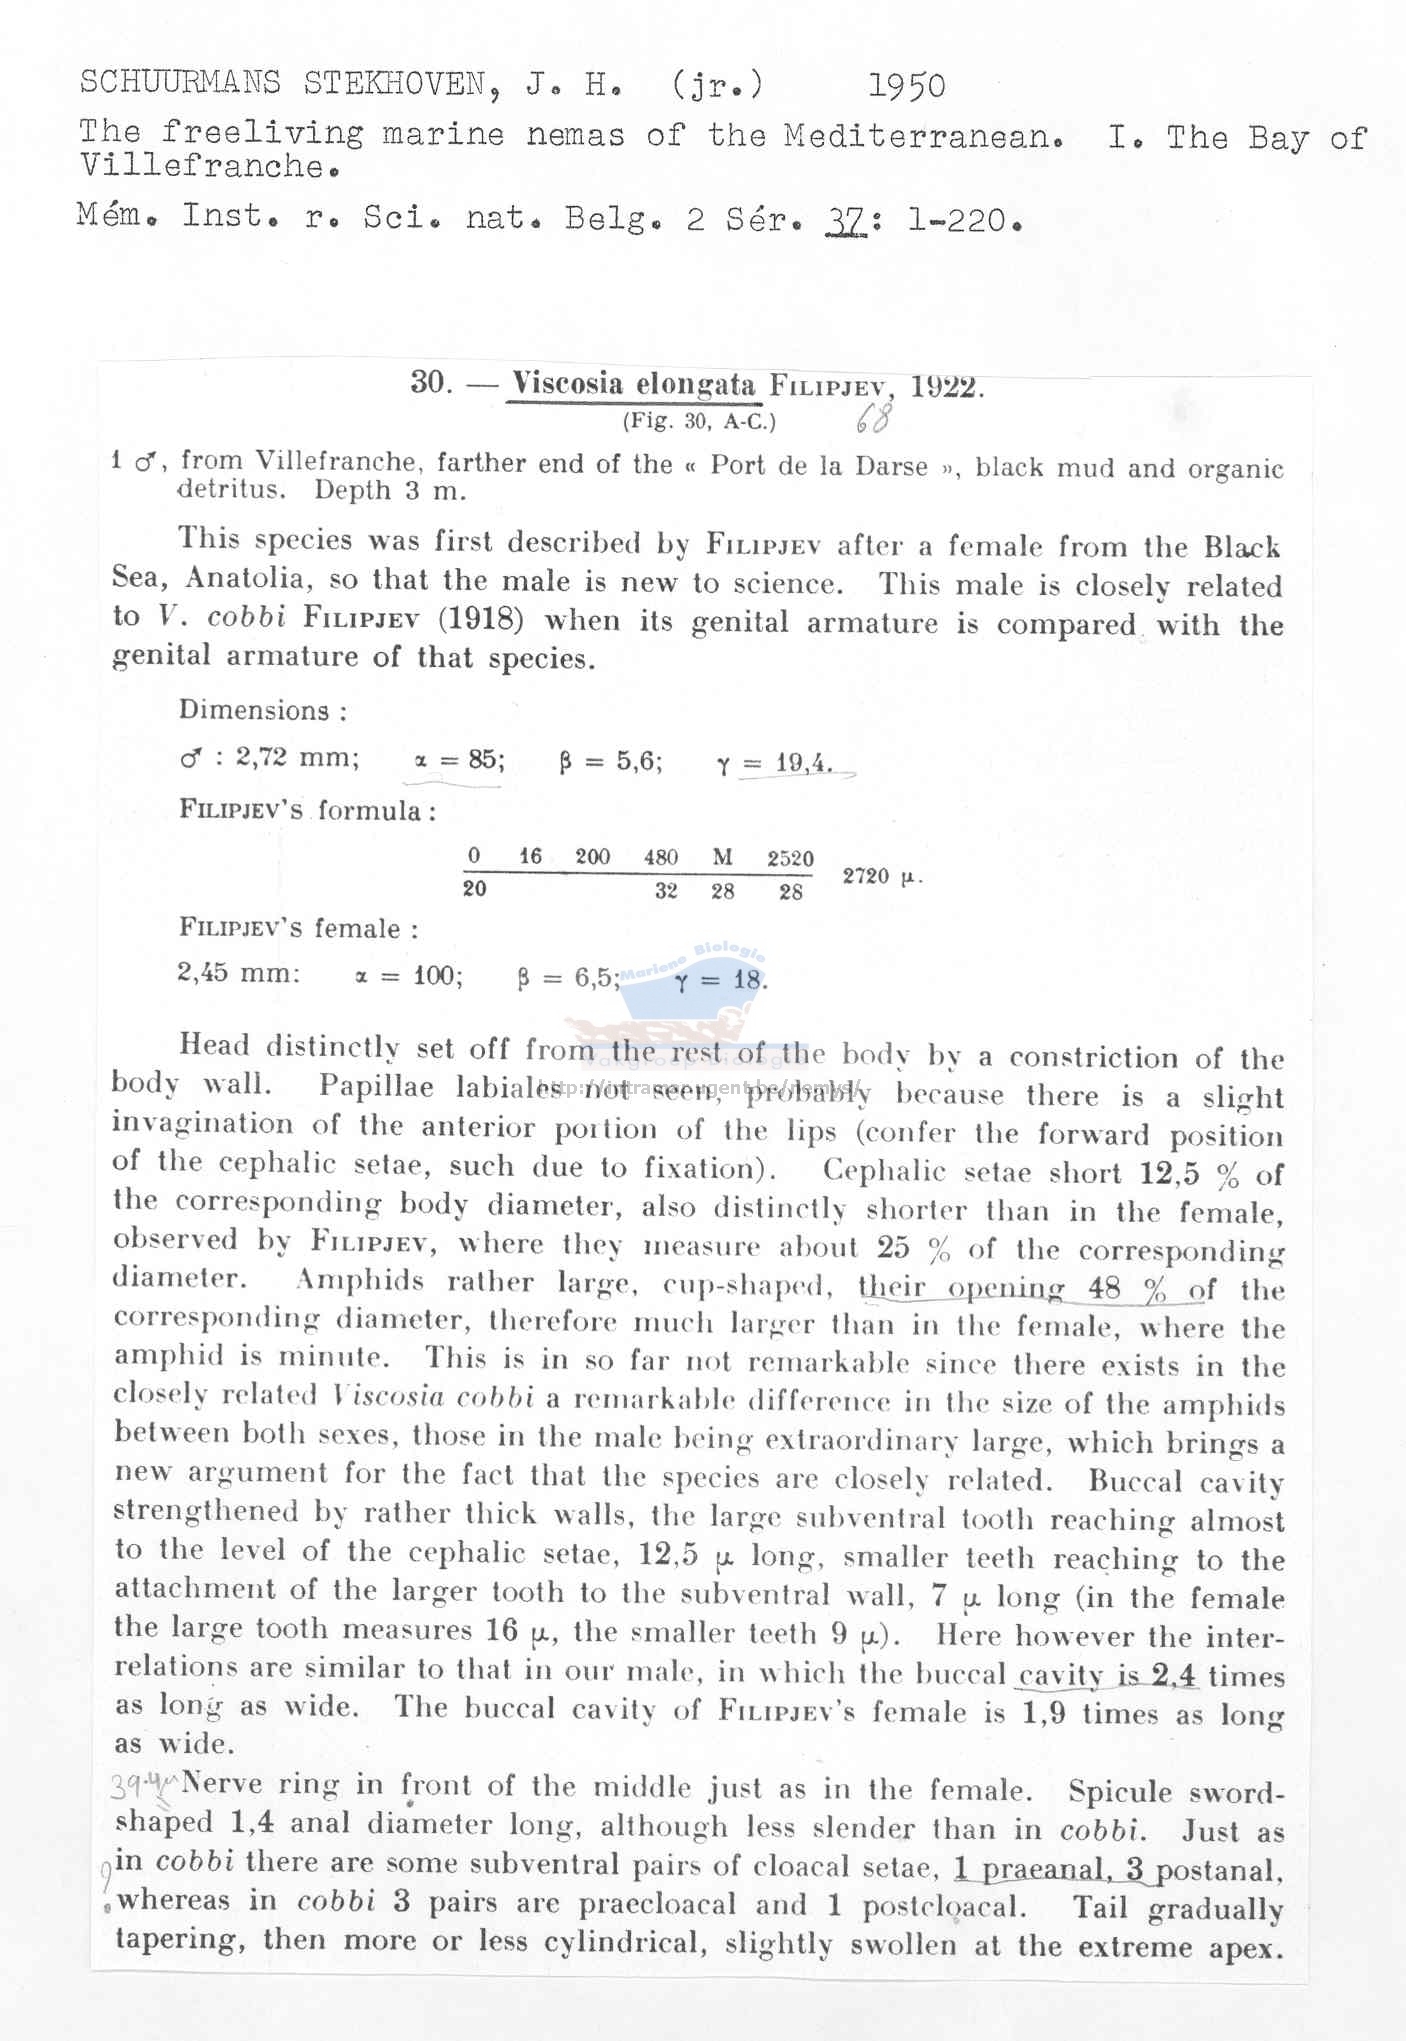 SCHUURMANS STEKHOVEN, J. H. (jr.) 1950
The freeliving marine nemas of the Mediterranean. I. The Bay of
Villefranche.
Mém. Inst. r. Sci. nat. Belg. 2 Sér. 37: 1-220.
30. — Viscosia elongata FILIPJEV, 1922.
(Fig. 30, A-C.) 68
1 ♂, from Villefranche, farther end of the « Port de la Darse », black mud and organic
detritus. Depth 3 m.
This species was first described by FILIPJEV after a female from the Black
Sea, Anatolia, so that the male is new to science. This male is closely related
to V. cobbi FILIPJEV (1918) when its genital armature is compared with the
genital armature of that species.
Dimensions :
♂ : 2,72 mm; α = 85; β = 5,6; γ = 19,4.
FILIPJEV's formula :
0 16 200 480 M 2520
2720 μ.
20 32 28 28
FILIPJEV's female :
2,45 mm: α = 100; β = 6,5; γ = 18.
Mariene Biologie
Head distinctly set off from the rest of the body by a constriction of the
Vakgroep Biologie
body wall. Papillae labiales not seen, probably because there is a slight
http://intramar.ugent.be/nemys/
invagination of the anterior portion of the lips (confer the forward position
of the cephalic setae, such due to fixation). Cephalic setae short 12,5 % of
the corresponding body diameter, also distinctly shorter than in the female,
observed by FILIPJEV, where they measure about 25 % of the corresponding
diameter. Amphids rather large, cup-shaped, their opening 48 % of the
corresponding diameter, therefore much larger than in the female, where the
amphid is minute. This is in so far not remarkable since there exists in the
closely related Viscosia cobbi a remarkable difference in the size of the amphids
between both sexes, those in the male being extraordinary large, which brings a
new argument for the fact that the species are closely related. Buccal cavity
strengthened by rather thick walls, the large subventral tooth reaching almost
to the level of the cephalic setae, 12,5 μ long, smaller teeth reaching to the
attachment of the larger tooth to the subventral wall, 7 μ long (in the female
the large tooth measures 16 μ, the smaller teeth 9 μ). Here however the inter-
relations are similar to that in our male, in which the buccal cavity is 2,4 times
as long as wide. The buccal cavity of FILIPJEV's female is 1,9 times as long
as wide.
39.4μ Nerve ring in front of the middle just as in the female. Spicule sword-
shaped 1,4 anal diameter long, although less slender than in cobbi. Just as
in cobbi there are some subventral pairs of cloacal setae, 1 praeanal, 3 postanal,
whereas in cobbi 3 pairs are praecloacal and 1 postcloacal. Tail gradually
tapering, then more or less cylindrical, slightly swollen at the extreme apex.